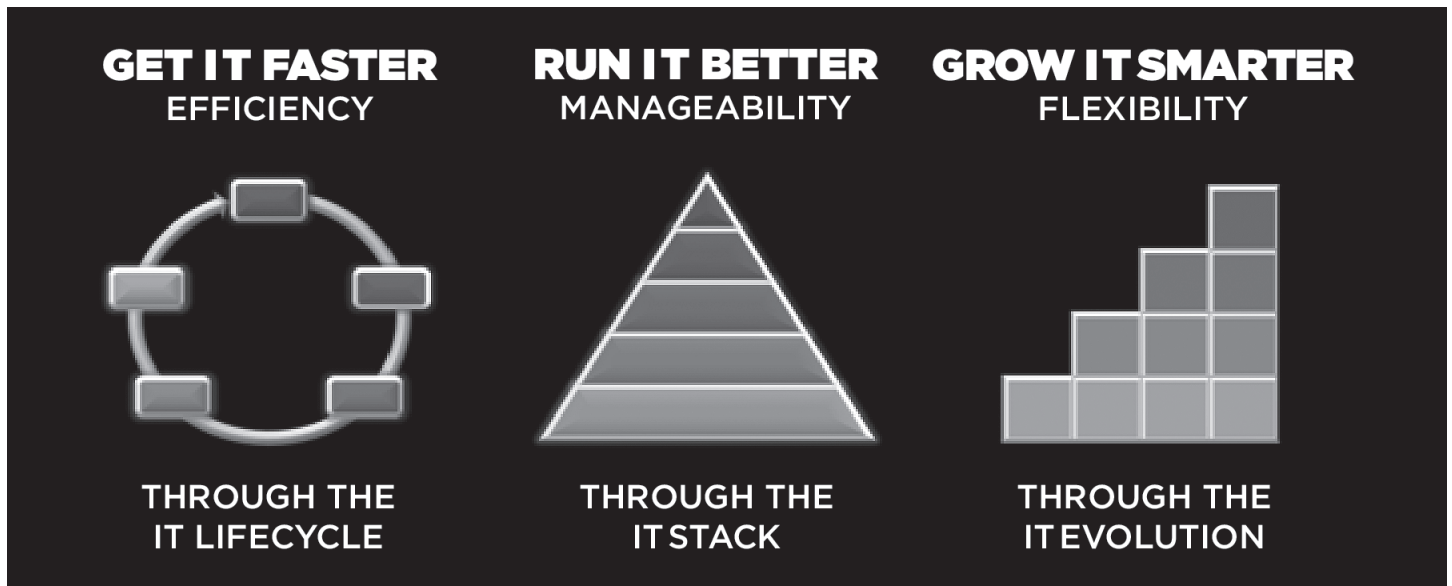 GET IT FASTER
EFFICIENCY
THROUGH THE
IT LIFECYCLE
RUN IT BETTER
MANAGEABILITY
THROUGH THE
IT STACK
GROW IT SMARTER
FLEXIBILITY
THROUGH THE
IT EVOLUTION